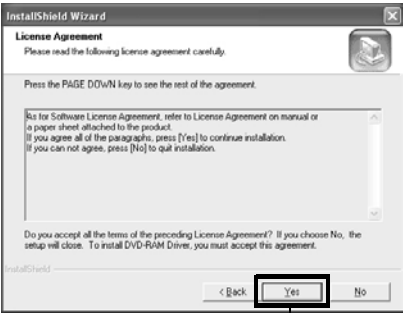 InstallShield Wizard
License Agreement
Please read the following license agreement carefully.
Press the PAGE DOWN key to see the rest of the agreement.
As for Software License Agreement, refer to License Agreement on manual or
a paper sheet attached to the product.
If you agree all of the paragraphs, press [Yes] to continue installation.
If you can not agree, press [No] to quit installation.
Do you accept all the terms of the preceding License Agreement? If you choose No, the
setup will close. To install DVD-RAM Driver, you must accept this agreement.
InstallShield
< Back Yes No